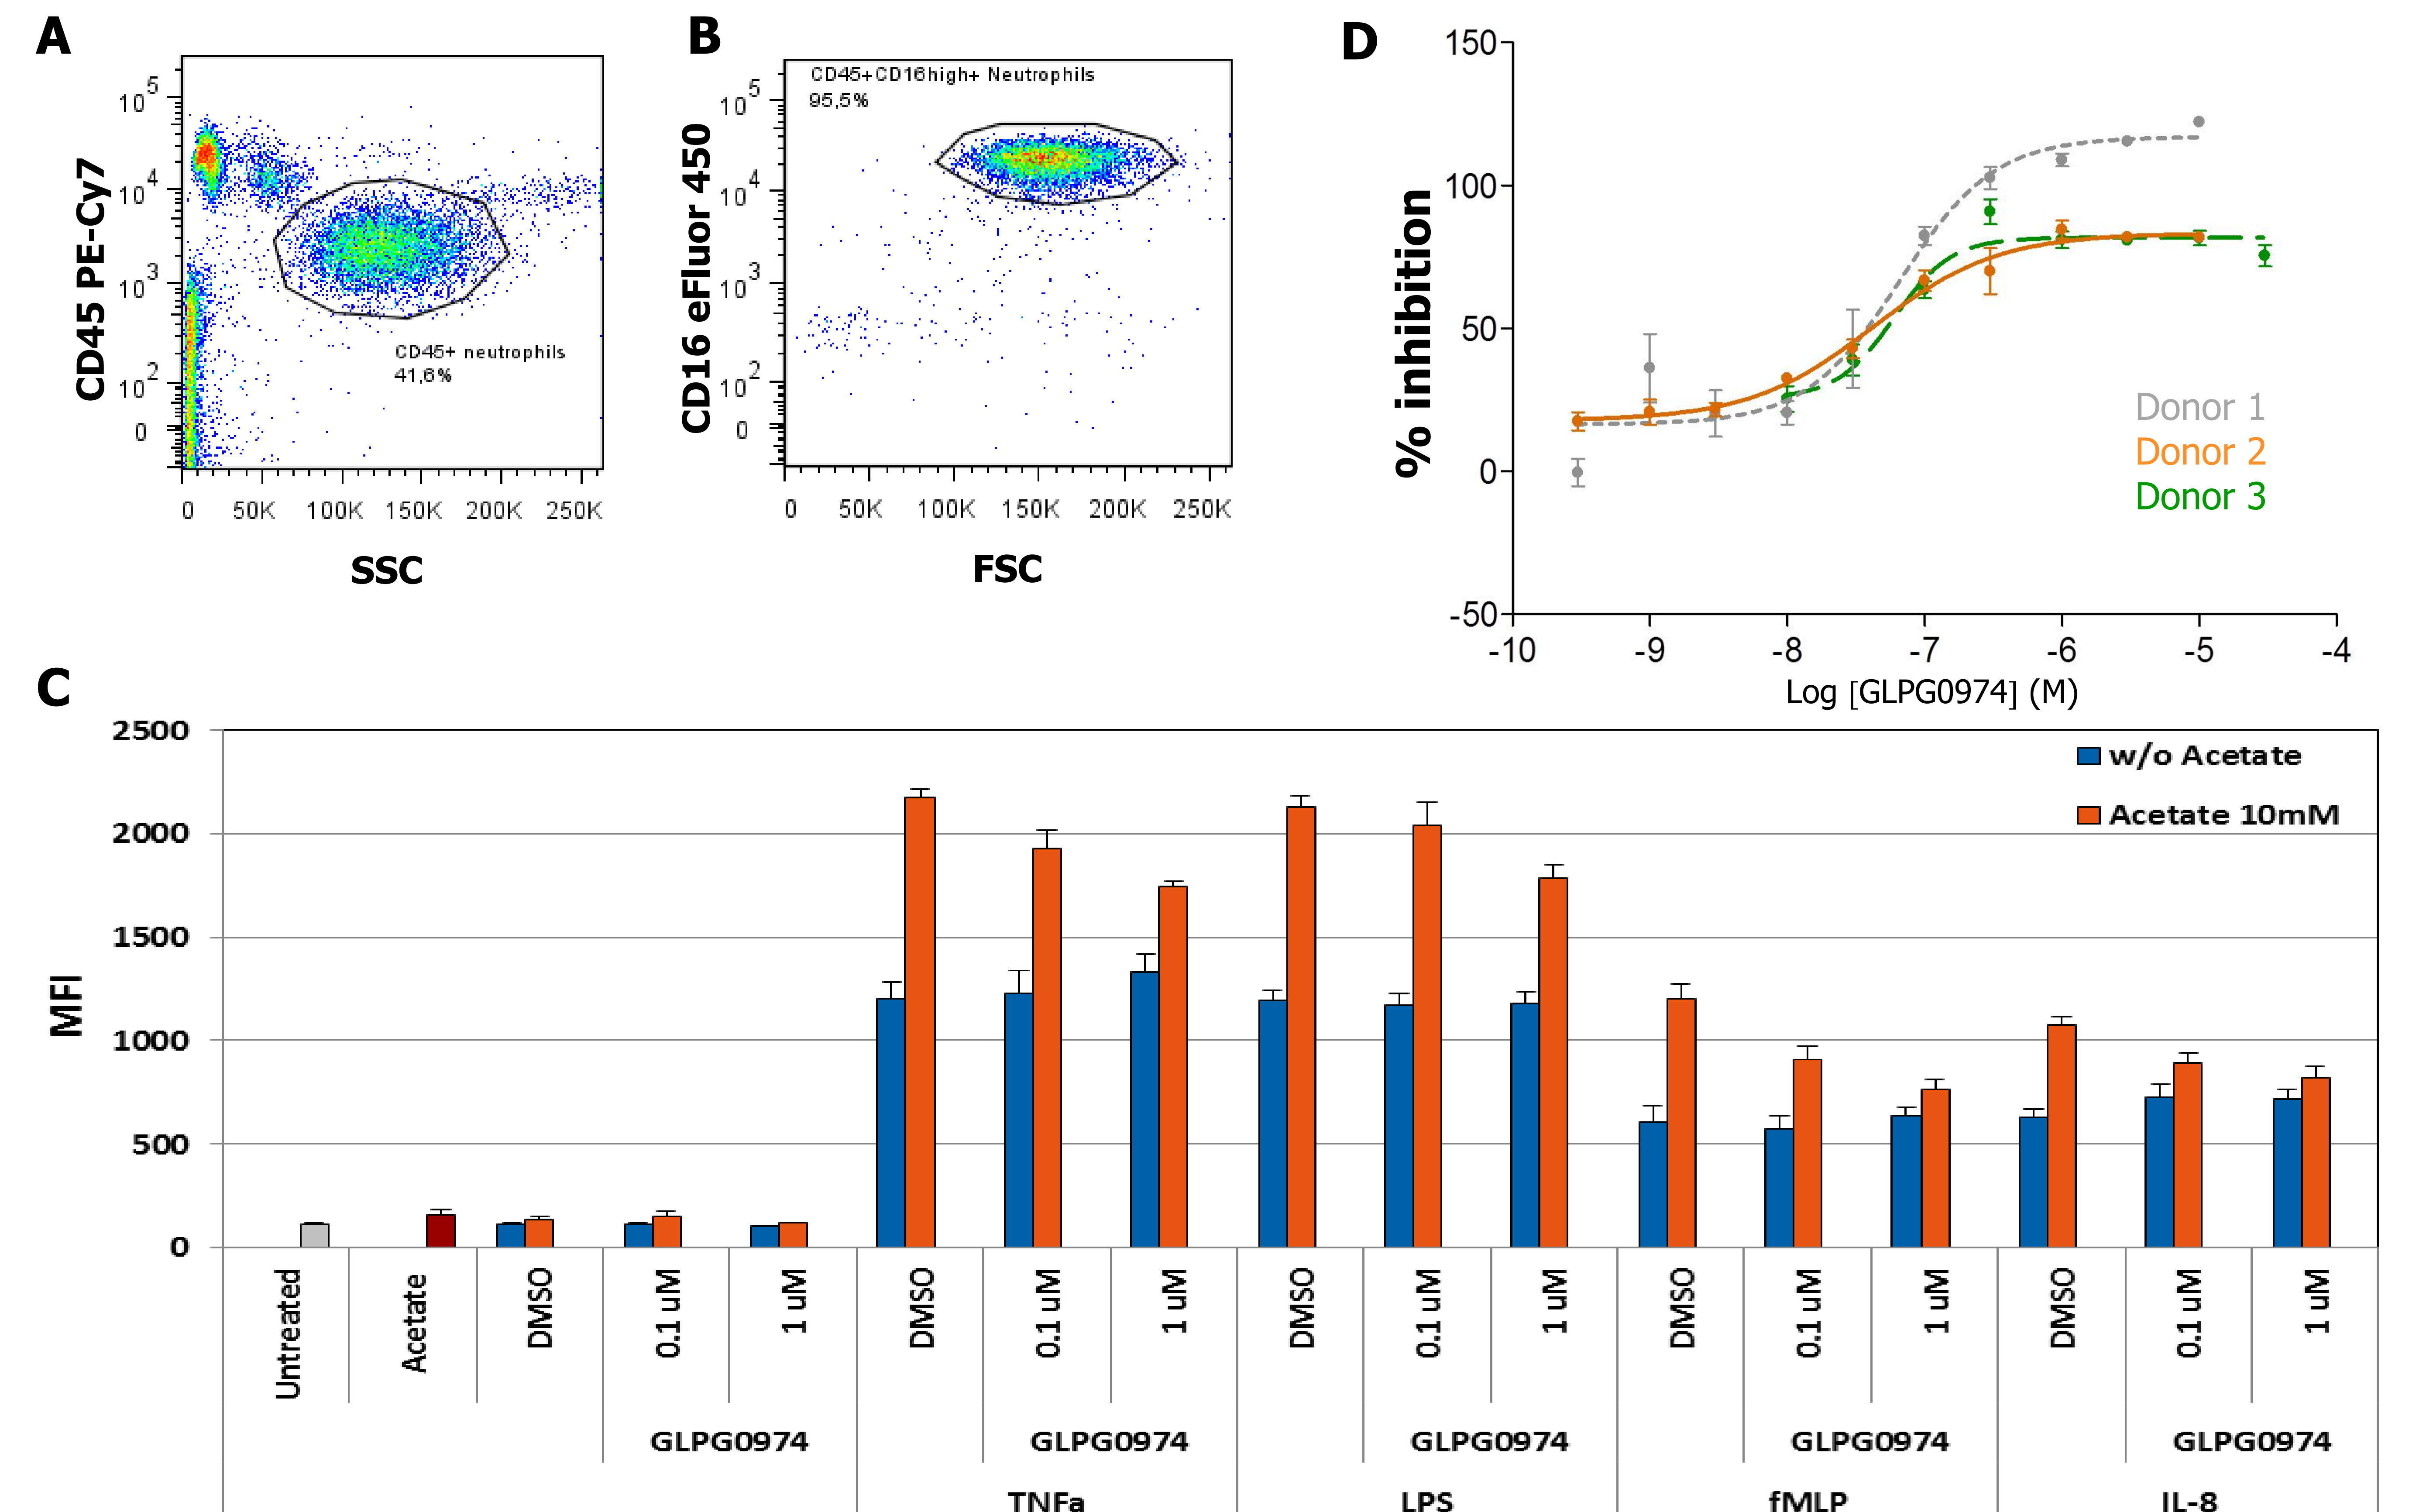 A
CD45 PE-Cy7
10^5
10^4
10^3
10^2
0
CD45+ neutrophils
41,6%
0 50K 100K 150K 200K 250K
SSC
B
CD16 eFluor 450
10^5
10^4
10^3
10^2
0
CD45+CD16high+ Neutrophils
95,5%
0 50K 100K 150K 200K 250K
FSC
D
% inhibition
150
100
50
0
-50
-10 -9 -8 -7 -6 -5 -4
Log [GLPG0974] (M)
Donor 1
Donor 2
Donor 3
C
MFI
2500
2000
1500
1000
500
0
w/o Acetate
Acetate 10mM
Untreated
Acetate
DMSO
0.1 uM
1 uM
DMSO
0.1 uM
1 uM
DMSO
0.1 uM
1 uM
DMSO
0.1 uM
1 uM
DMSO
0.1 uM
1 uM
GLPG0974 GLPG0974 GLPG0974 GLPG0974 GLPG0974
TNFa LPS fMLP IL-8